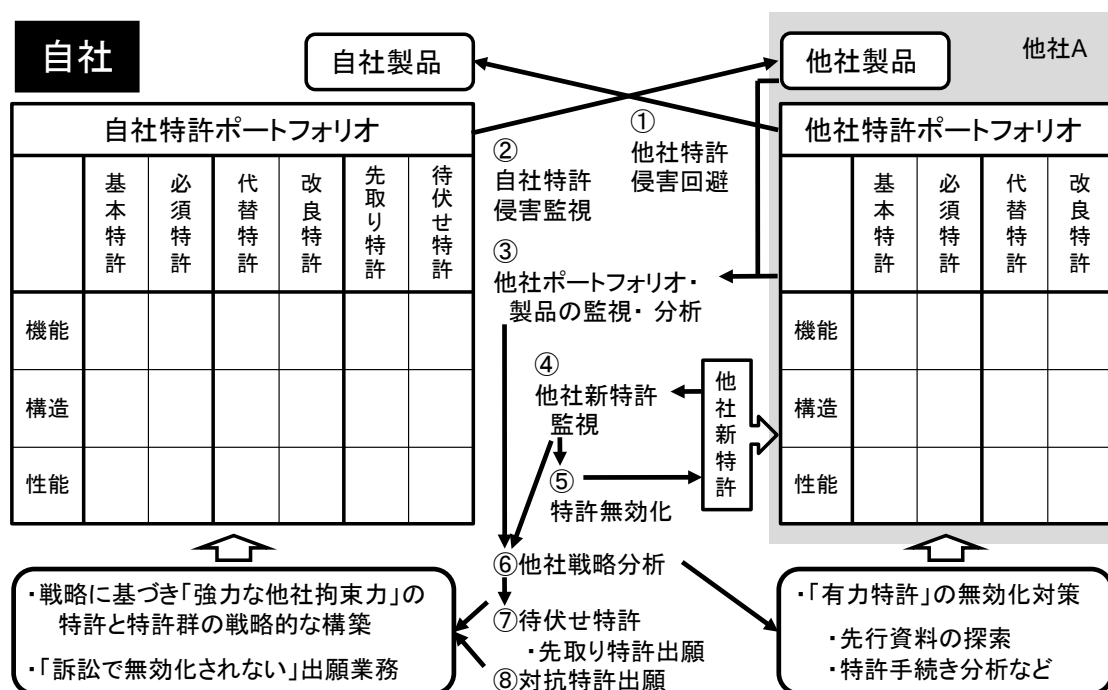 自社
自社製品
他社製品
他社A
自社特許ポートフォリオ
基本特許
必須特許
代替特許
改良特許
先取り特許
待伏せ特許
機能
構造
性能
①
他社特許
侵害回避
②
自社特許
侵害監視
③
他社ポートフォリオ・
製品の監視・ 分析
④
他社新特許
監視
⑤
特許無効化
他社新特許
他社特許ポートフォリオ
基本特許
必須特許
代替特許
改良特許
機能
構造
性能
⑥他社戦略分析
⑦待伏せ特許
・先取り特許出願
⑧対抗特許出願
・戦略に基づき「強力な他社拘束力」の
特許と特許群の戦略的な構築
・「訴訟で無効化されない」出願業務
・「有力特許」の無効化対策
・先行資料の探索
・特許手続き分析など